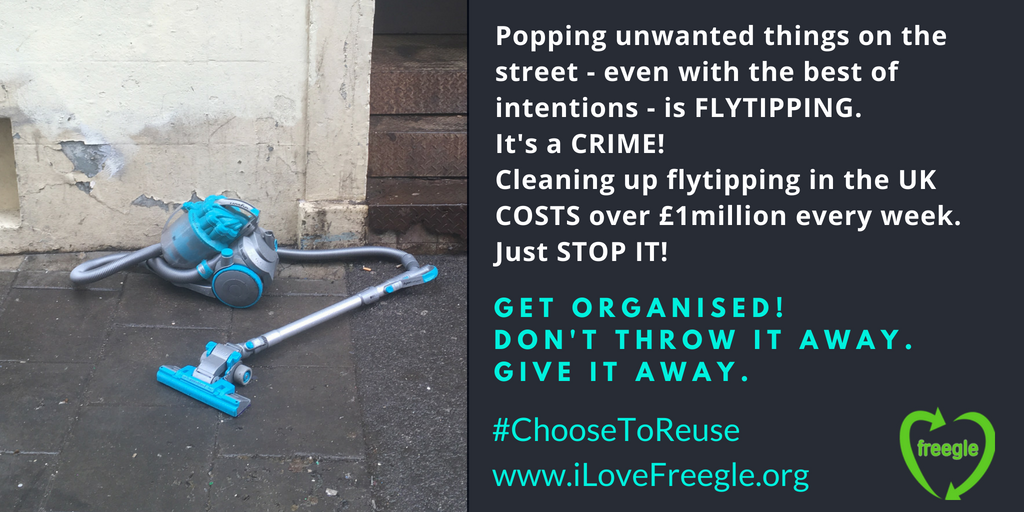 Popping unwanted things on the
street - even with the best of
intentions - is FLYTIPPING.
It's a CRIME!
Cleaning up flytipping in the UK
COSTS over £1million every week.
Just STOP IT!
GET ORGANISED!
DON'T THROW IT AWAY.
GIVE IT AWAY.
#ChooseToReuse
www.iLoveFreegle.org
freegle